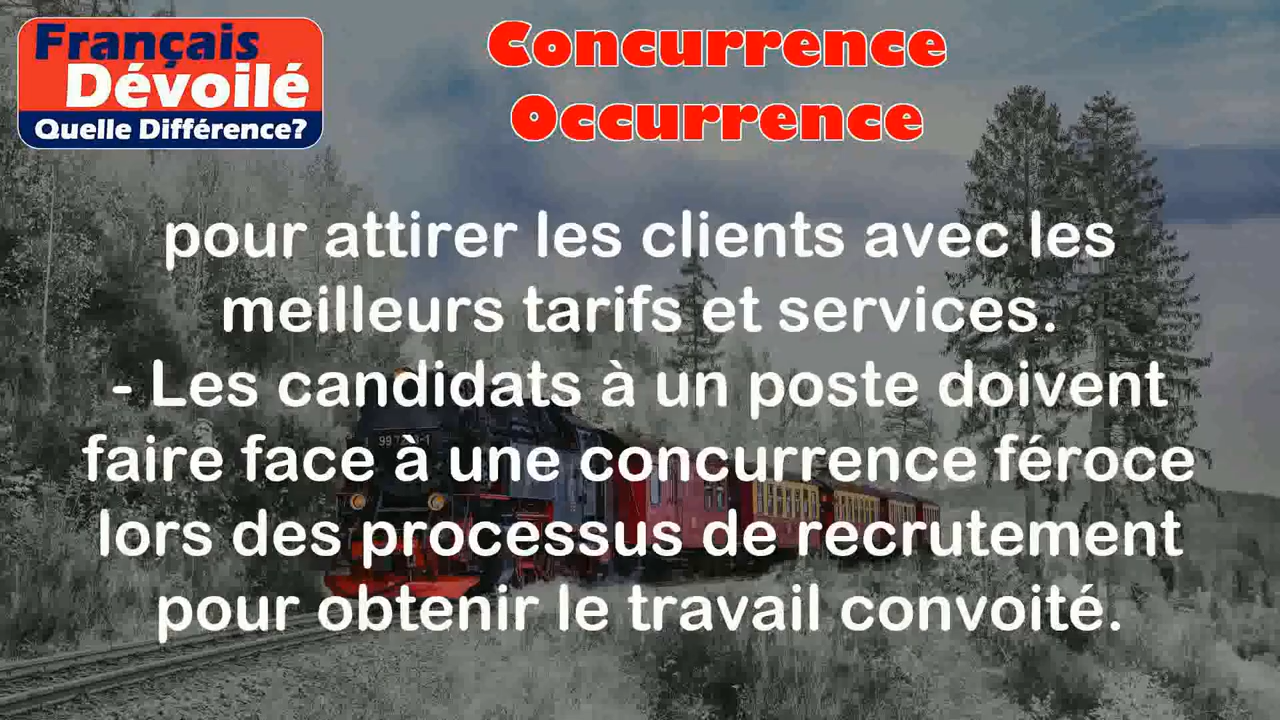 Français
Dévoilé
Quelle Différence?
Concurrence
Occurrence
pour attirer les clients avec les
meilleurs tarifs et services.
- Les candidats à un poste doivent
faire face à une concurrence féroce
lors des processus de recrutement
pour obtenir le travail convoité.